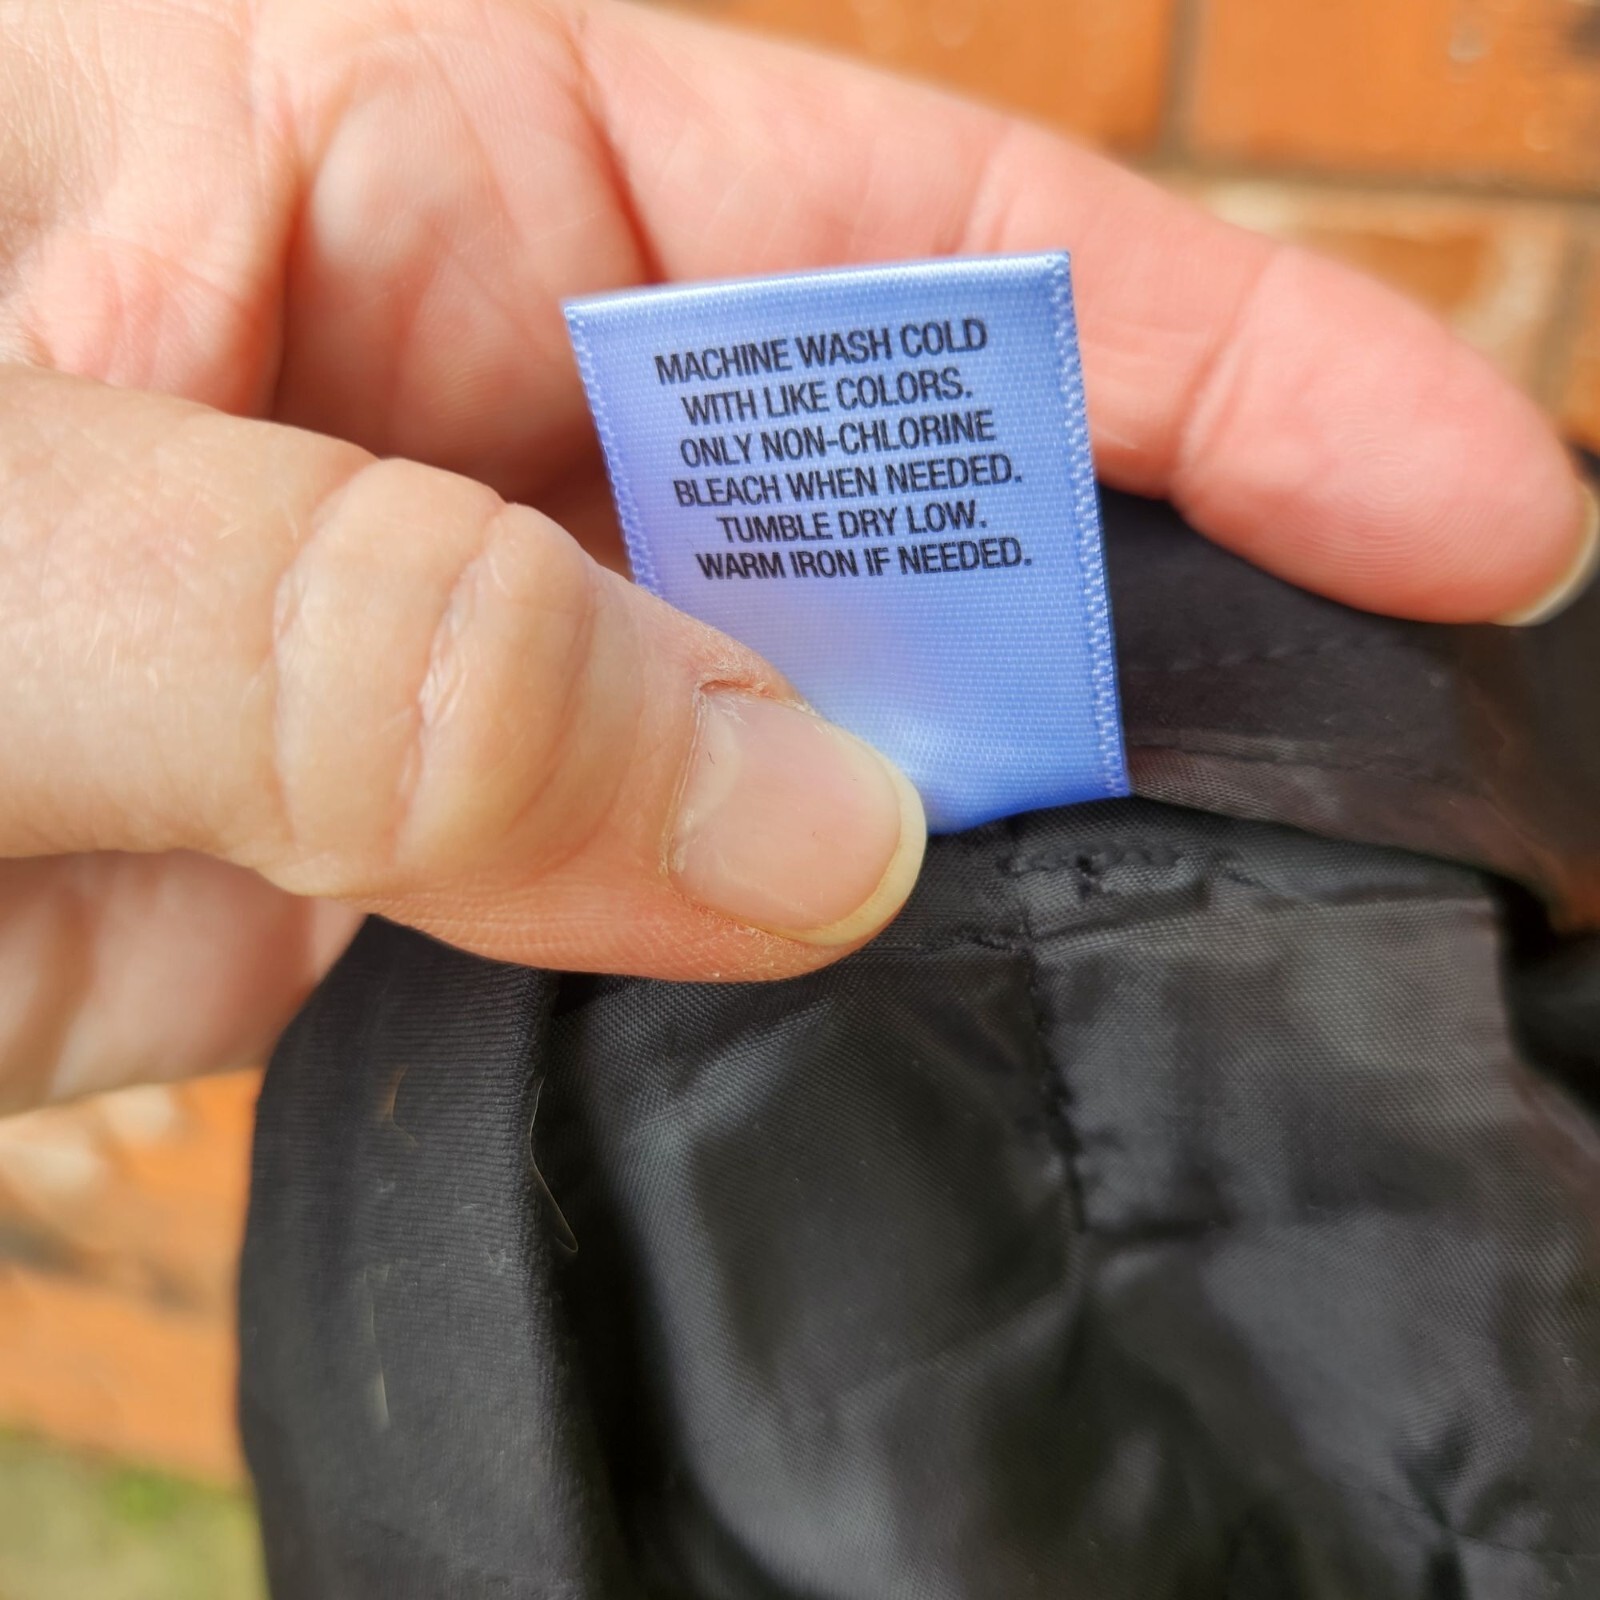 MACHINE WASH COLD
WITH LIKE COLORS.
ONLY NON-CHLORINE
BLEACH WHEN NEEDED.
TUMBLE DRY LOW.
WARM IRON IF NEEDED.